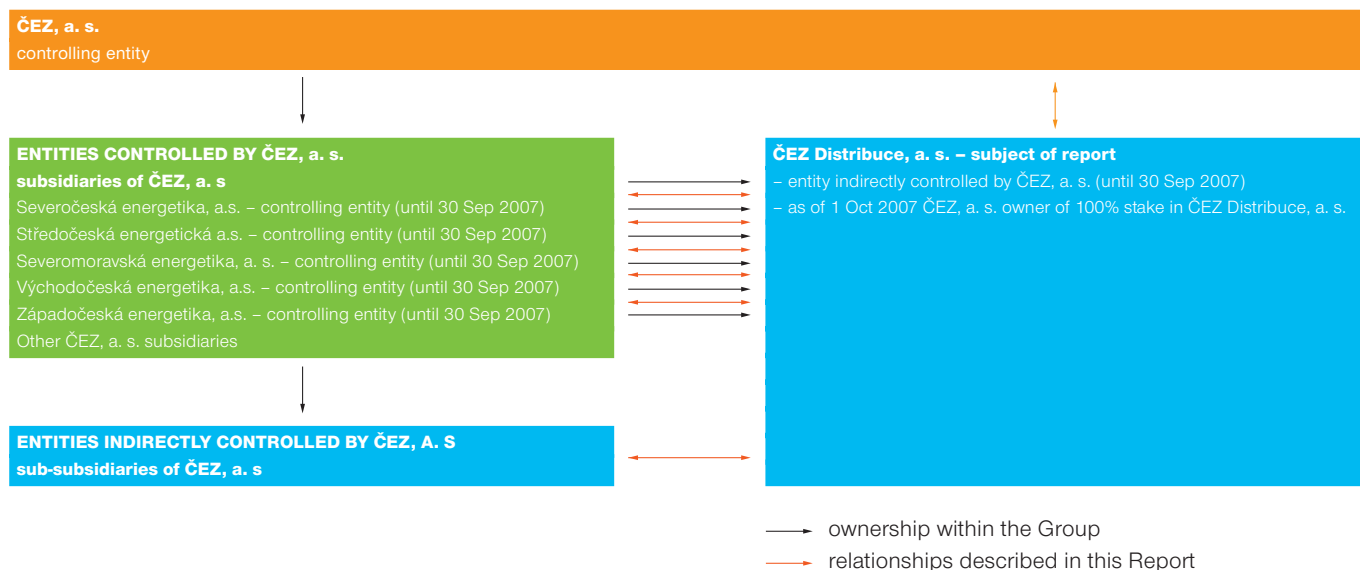 ČEZ, a. s.
controlling entity
ENTITIES CONTROLLED BY ČEZ, a. s.
subsidiaries of ČEZ, a. s
Severočeská energetika, a.s. – controlling entity (until 30 Sep 2007)
Středočeská energetická a.s. – controlling entity (until 30 Sep 2007)
Severomoravská energetika, a. s. – controlling entity (until 30 Sep 2007)
Východočeská energetika, a.s. – controlling entity (until 30 Sep 2007)
Západočeská energetika, a.s. – controlling entity (until 30 Sep 2007)
Other ČEZ, a. s. subsidiaries
ČEZ Distribuce, a. s. – subject of report
– entity indirectly controlled by ČEZ, a. s. (until 30 Sep 2007)
– as of 1 Oct 2007 ČEZ, a. s. owner of 100% stake in ČEZ Distribuce, a. s.
ENTITIES INDIRECTLY CONTROLLED BY ČEZ, A. S
sub-subsidiaries of ČEZ, a. s
ownership within the Group
relationships described in this Report